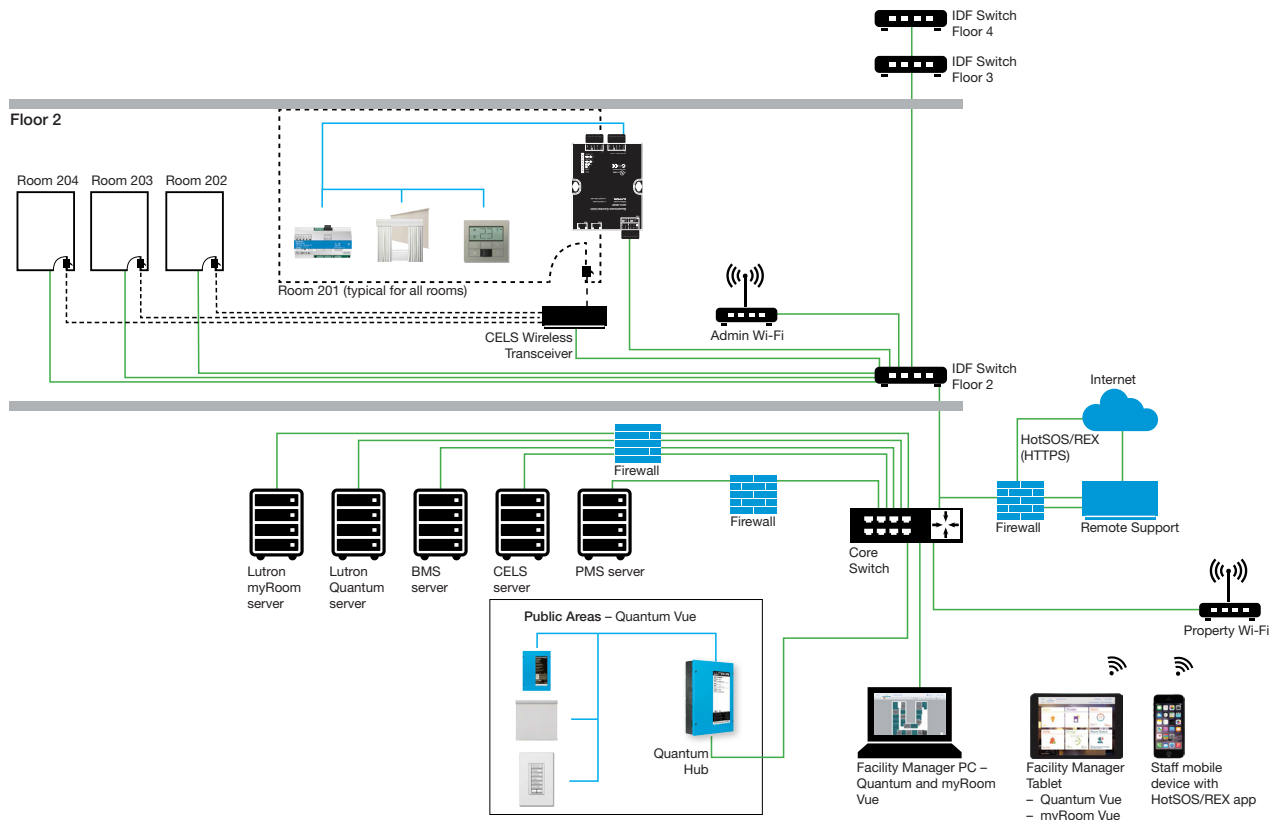 IDF Switch
Floor 4
IDF Switch
Floor 3
Floor 2
Room 204
Room 203
Room 202
Room 201 (typical for all rooms)
CELS Wireless
Transceiver
Admin Wi-Fi
IDF Switch
Floor 2
Internet
HotSOS/REX
(HTTPS)
Firewall
Firewall
Firewall
Remote Support
Core
Switch
Lutron
myRoom
server
Lutron
Quantum
server
BMS
server
CELS
server
PMS server
Property Wi-Fi
Public Areas – Quantum Vue
Quantum
Hub
Facility Manager PC –
Quantum and myRoom
Vue
Facility Manager
Tablet
– Quantum Vue
– myRoom Vue
Staff mobile
device with
HotSOS/REX app